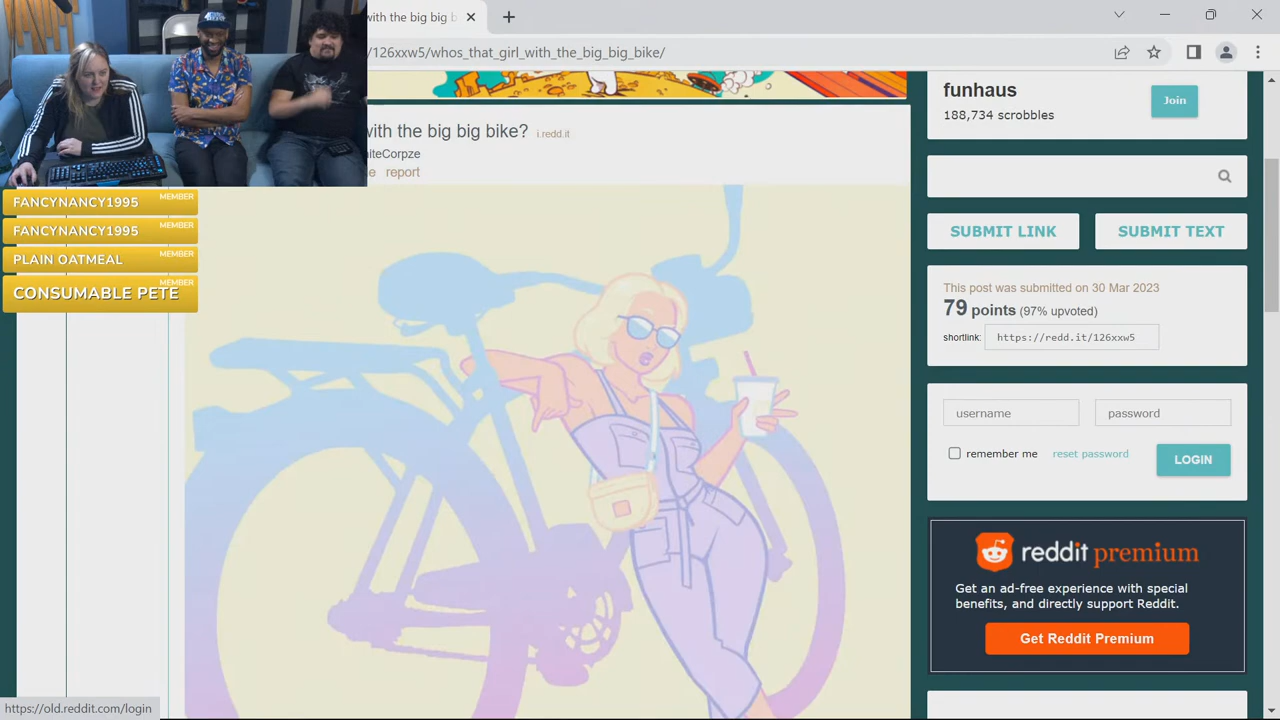 with the big big b
/126xxw5/whos_that_girl_with_the_big_big_bike/
funhaus
188,734 scrobbles
Join
with the big big bike? i.redd.it
niteCorpze
e report
FANCYNANCY1995 MEMBER
FANCYNANCY1995 MEMBER
PLAIN OATMEAL MEMBER
CONSUMABLE PETE MEMBER
SUBMIT LINK
SUBMIT TEXT
This post was submitted on 30 Mar 2023
79 points (97% upvoted)
shortlink: https://redd.it/126xxw5
username
password
remember me
reset password
LOGIN
reddit premium
Get an ad-free experience with special
benefits, and directly support Reddit.
Get Reddit Premium
https://old.reddit.com/login